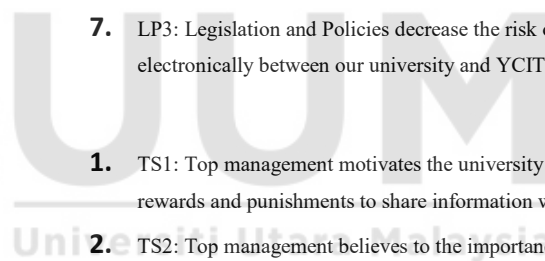 UUM
7. LP3: Legislation and Policies decrease the risk
electronically between our university and YCIT
1. TS1: Top management motivates the university
rewards and punishments to share information
Universiti Utara Malaysia
2. TS2: Top management believes to the